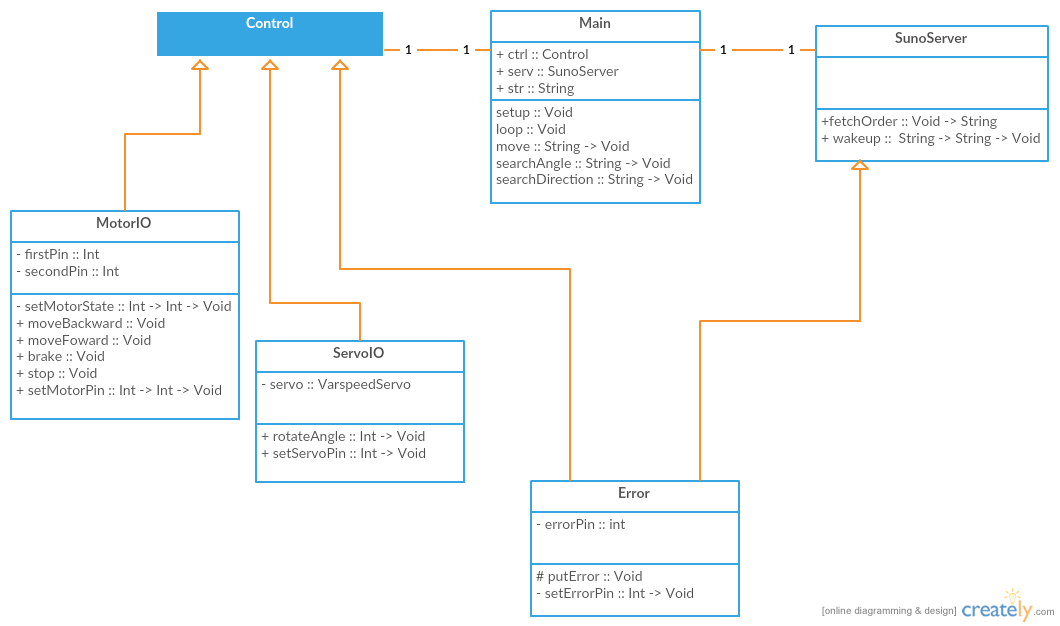 Control
1
1
Main
+ ctrl :: Control
+ serv :: SunoServer
+ str :: String
setup :: Void
loop :: Void
move :: String -> Void
searchAngle :: String -> Void
searchDirection :: String -> Void
1
1
SunoServer
+fetchOrder :: Void -> String
+ wakeup ::  String -> String -> Void
MotorIO
- firstPin :: Int
- secondPin :: Int
- setMotorState :: Int -> Int -> Void
+ moveBackward :: Void
+ moveFoward :: Void
+ brake :: Void
+ stop :: Void
+ setMotorPin :: Int -> Int -> Void
ServoIO
- servo :: VarspeedServo
+ rotateAngle :: Int -> Void
+ setServoPin :: Int -> Void
Error
- errorPin :: int
# putError :: Void
- setErrorPin :: Int -> Void
[online diagramming & design] creately.com